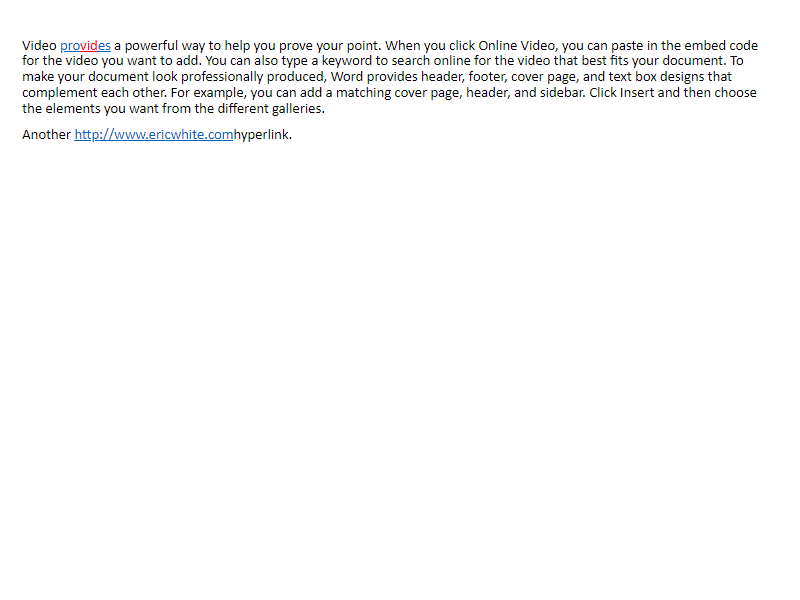 Video provides a powerful way to help you prove your point. When you click Online Video, you can paste in the embed code
for the video you want to add. You can also type a keyword to search online for the video that best fits your document. To
make your document look professionally produced, Word provides header, footer, cover page, and text box designs that
complement each other. For example, you can add a matching cover page, header, and sidebar. Click Insert and then choose
the elements you want from the different galleries.
Another http://www.ericwhite.comhyperlink.